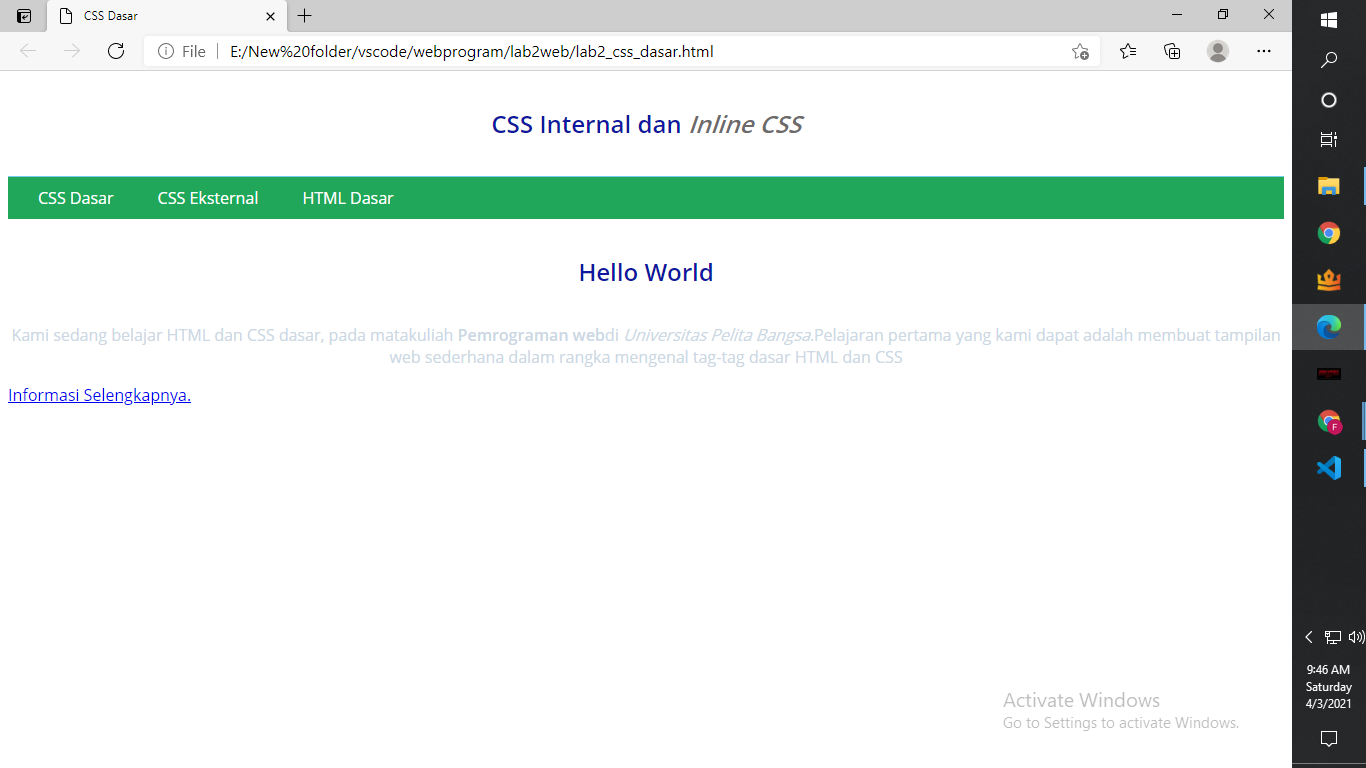 CSS Dasar
File E:/New%20folder/vscode/webprogram/lab2web/lab2_css_dasar.html
CSS Internal dan Inline CSS
CSS Dasar CSS Eksternal HTML Dasar
Hello World
Kami sedang belajar HTML dan CSS dasar, pada matakuliah Pemrograman webdi Universitas Pelita Bangsa.Pelajaran pertama yang kami dapat adalah membuat tampilan
web sederhana dalam rangka mengenal tag-tag dasar HTML dan CSS
Informasi Selengkapnya.
Activate Windows
Go to Settings to activate Windows.
F
9:46 AM
Saturday
4/3/2021